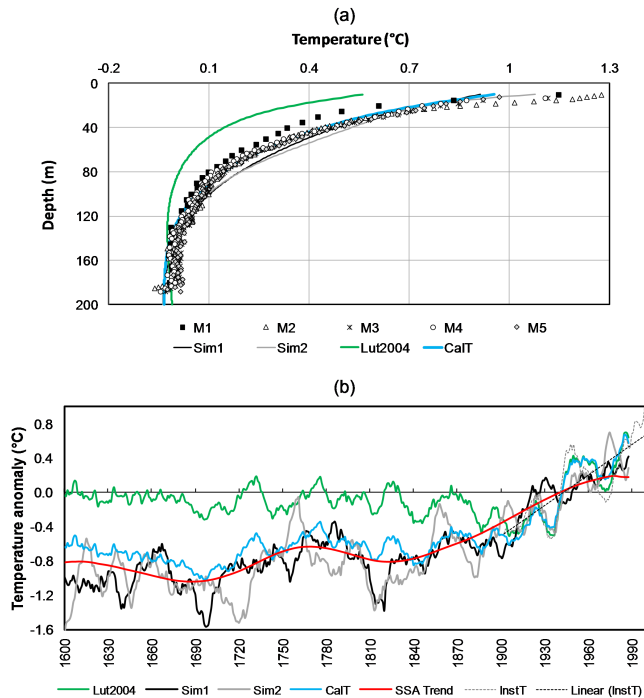 (a)
Temperature (°C)
-0.2 0.1 0.4 0.7 1 1.3
0
40
80
120
160
200
Depth (m)
M1 M2 M3 M4 M5
Sim1 Sim2 Lut2004 CalT
(b)
0.8
0.4
0.0
-0.4
-0.8
-1.2
-1.6
Temperature anomaly (°C)
1600 1630 1660 1690 1720 1750 1780 1810 1840 1870 1900 1930 1960 1990
Lut2004 Sim1 Sim2 CalT SSA Trend InstT Linear (InstT)